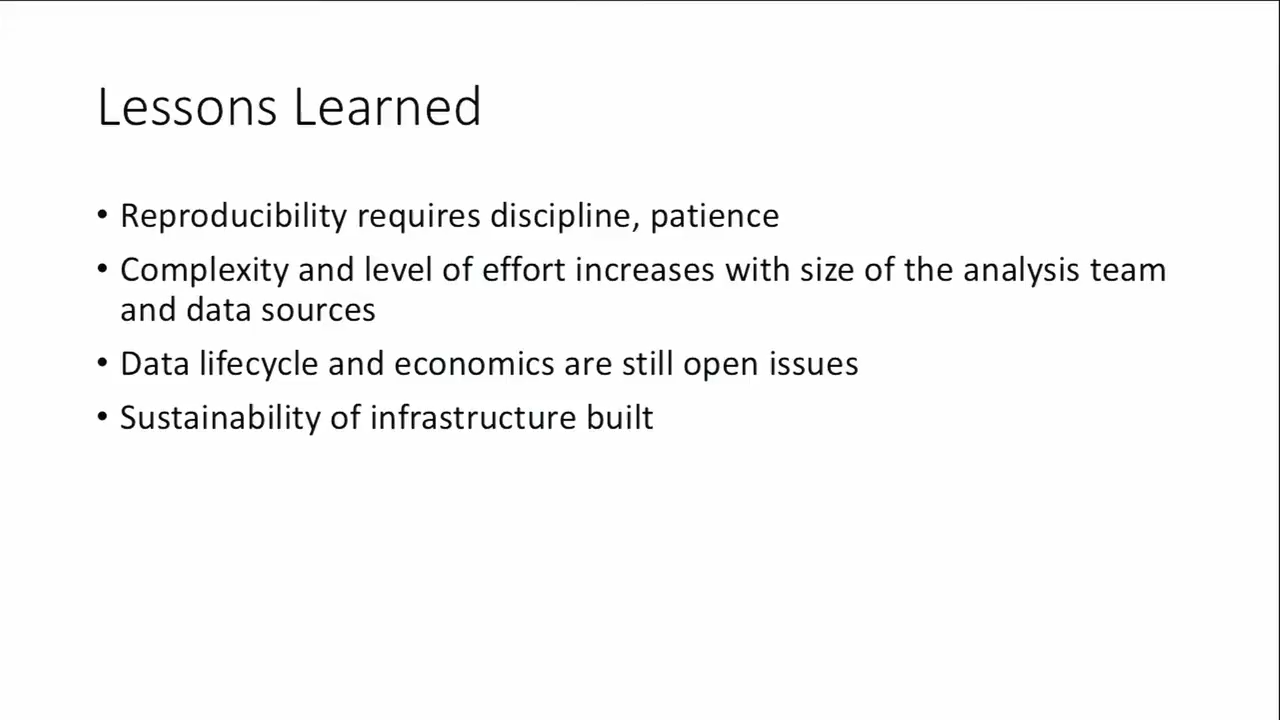 Lessons Learned
• Reproducibility requires discipline, patience
• Complexity and level of effort increases with size of the analysis team
and data sources
• Data lifecycle and economics are still open issues
• Sustainability of infrastructure built